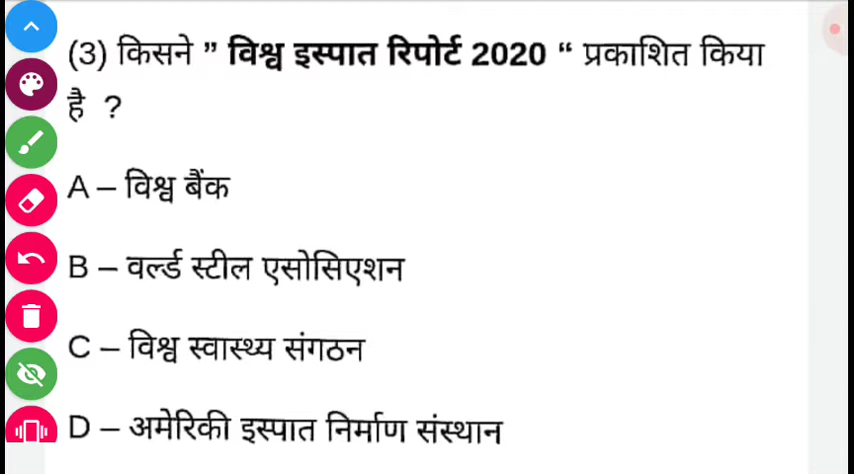 (3) किसने ” विश्व इस्पात रिपोर्ट 2020 “ प्रकाशित किया
है ?
A – विश्व बैंक
B – वर्ल्ड स्टील एसोसिएशन
C – विश्व स्वास्थ्य संगठन
D – अमेरिकी इस्पात निर्माण संस्थान